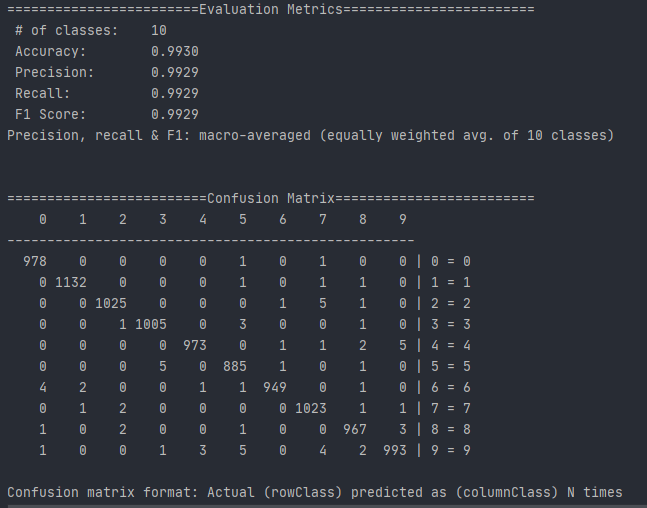 ========================Evaluation Metrics========================
 # of classes:    10
 Accuracy:        0.9930
 Precision:       0.9929
 Recall:          0.9929
 F1 Score:        0.9929
Precision, recall & F1: macro-averaged (equally weighted avg. of 10 classes)
=========================Confusion Matrix=========================
    0    1    2    3    4    5    6    7    8    9
---------------------------------------------------
  978    0    0    0    0    1    0    1    0    0 | 0 = 0
    0 1132    0    0    0    1    0    1    1    0 | 1 = 1
    0    0 1025    0    0    0    1    5    1    0 | 2 = 2
    0    0    1 1005    0    3    0    0    1    0 | 3 = 3
    0    0    0    0  973    0    1    1    2    5 | 4 = 4
    0    0    0    5    0  885    1    0    1    0 | 5 = 5
    4    2    0    0    1    1  949    0    1    0 | 6 = 6
    0    1    2    0    0    0    0 1023    1    1 | 7 = 7
    1    0    2    0    0    1    0    0  967    3 | 8 = 8
    1    0    0    1    3    5    0    4    2  993 | 9 = 9
Confusion matrix format: Actual (rowClass) predicted as (columnClass) N times